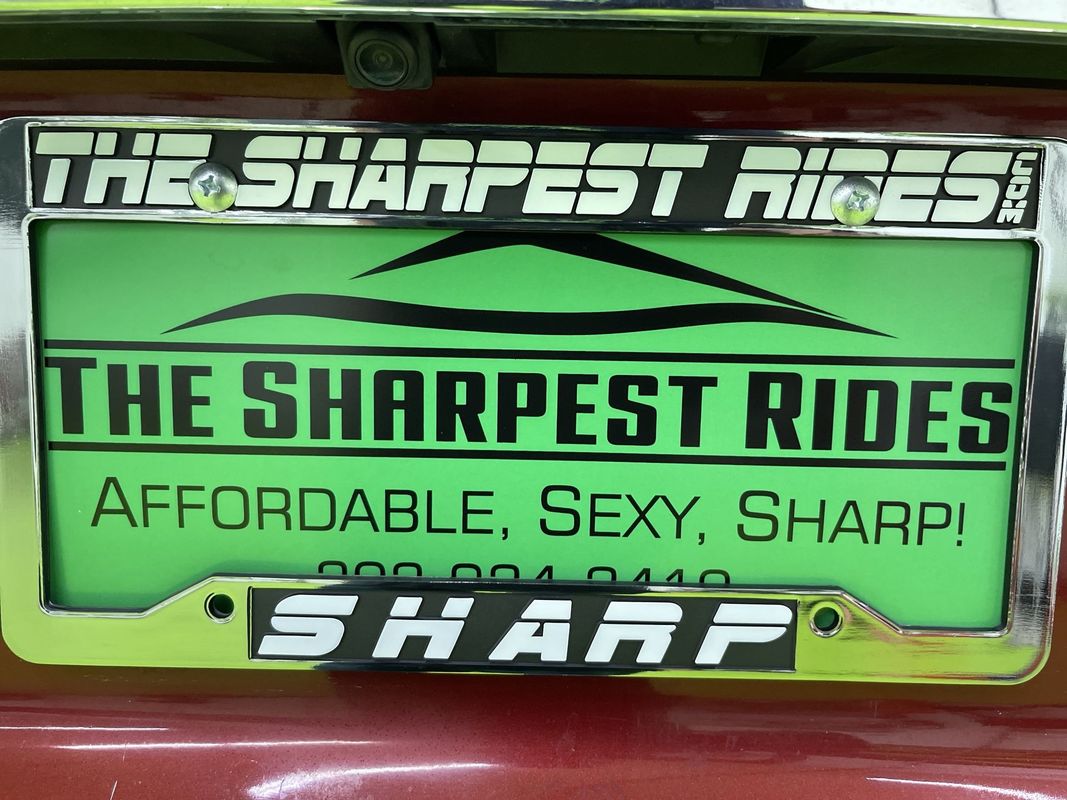 THE SHARPEST RIDES.COM
THE SHARPEST RIDES
AFFORDABLE, SEXY, SHARP!
SHARP